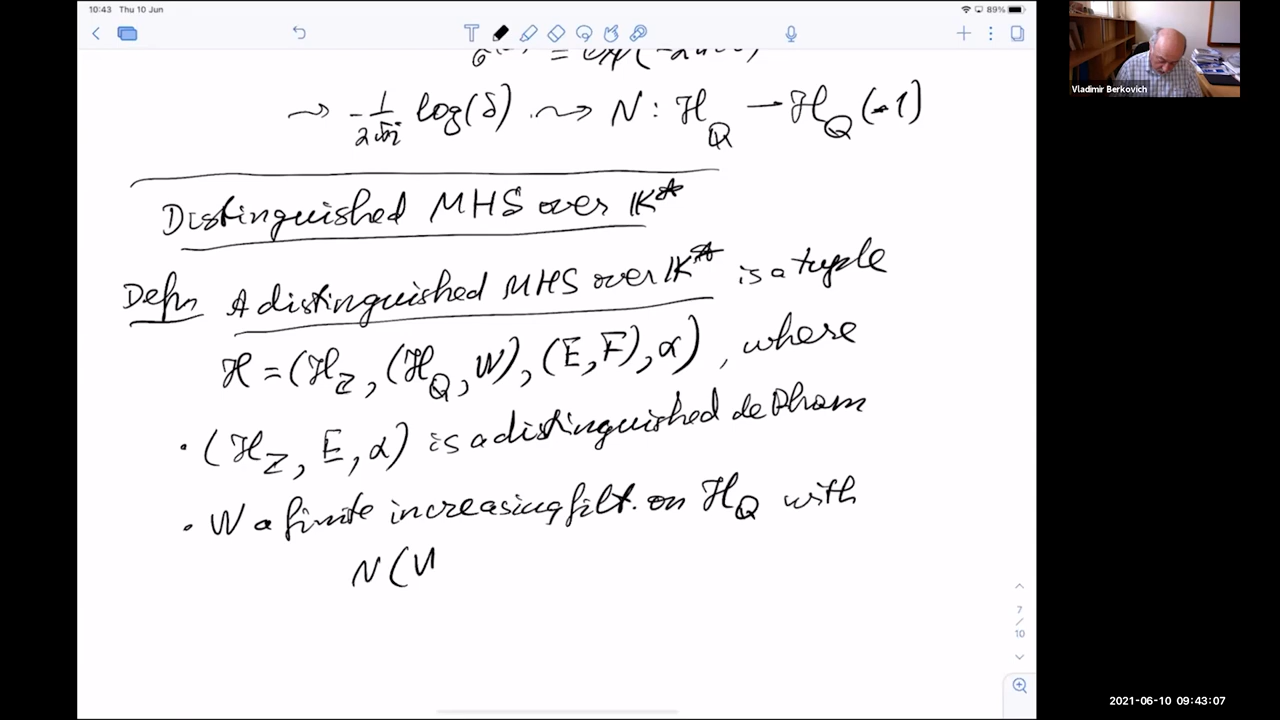 10:43 Thu 10 Jun
89%
Vladimir Berkovich
→ -1/2πi log(δ) ⇝ N : ℋ_Q → ℋ_Q(-1)
Distinguished MHS over K*
Defn A distinguished MHS over K* is a tuple
ℋ = (ℋ_Z, (ℋ_Q, W), (E, F), α), where
• (ℋ_Z, E, α) is a distinguished de Rham
• W a finite increasing filt. on ℋ_Q with
N(W
7
/
10
2021-06-10 09:43:07